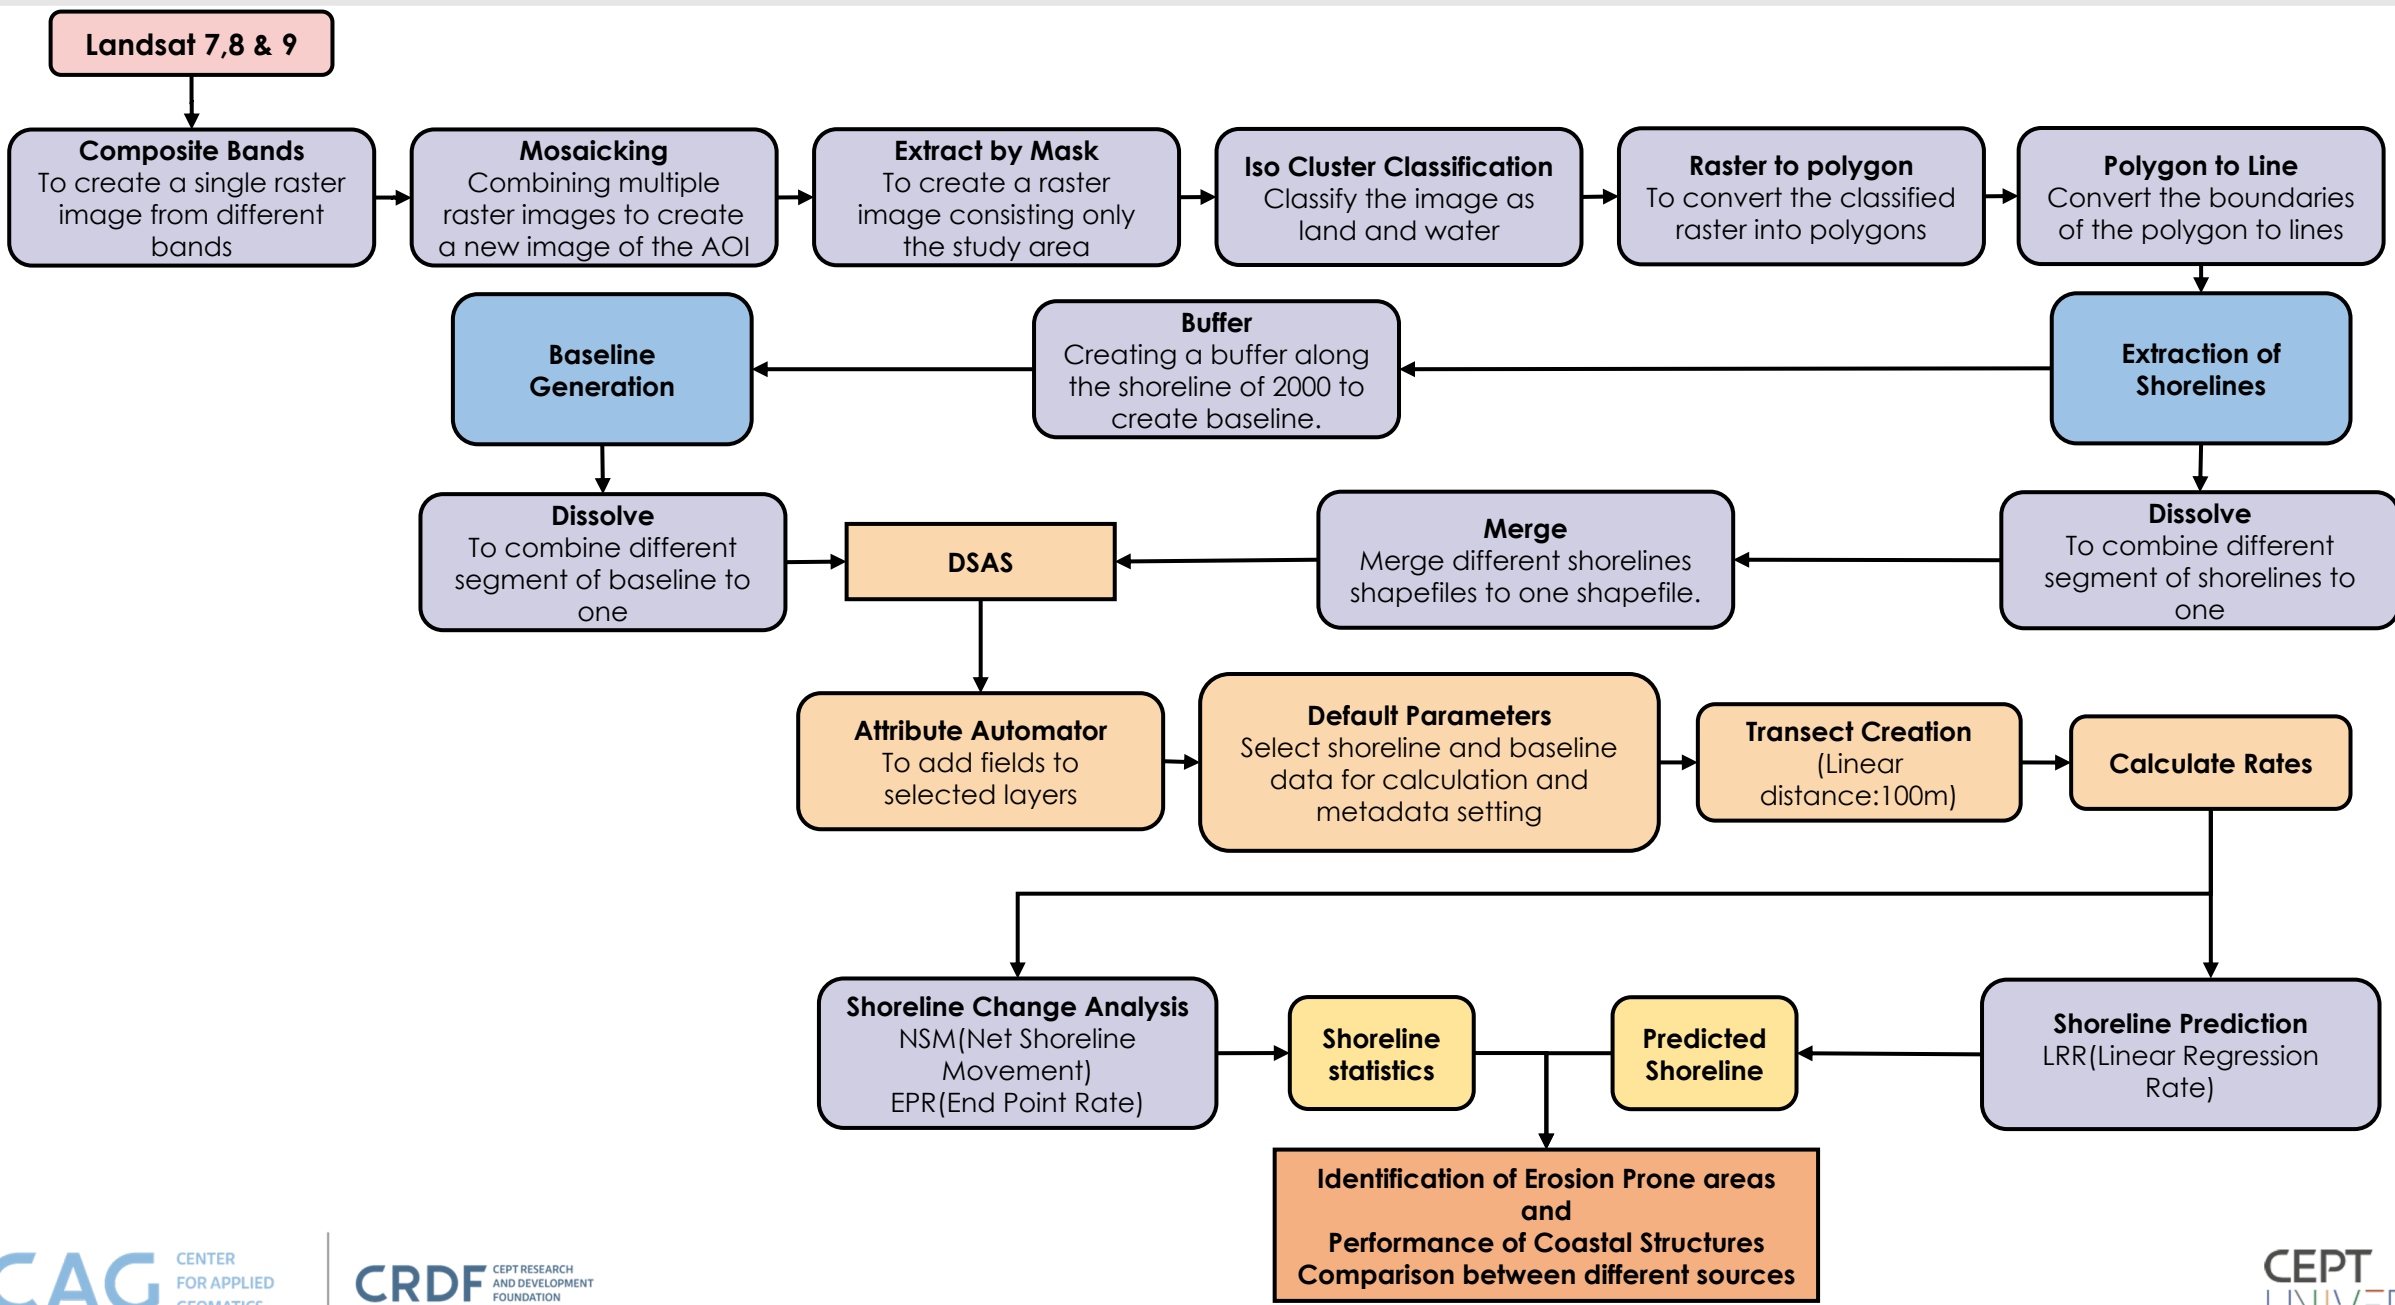 Landsat 7,8 & 9
Composite Bands
To create a single raster
image from different
bands
Mosaicking
Combining multiple
raster images to create
a new image of the AOI
Extract by Mask
To create a raster
image consisting only
the study area
Iso Cluster Classification
Classify the image as
land and water
Raster to polygon
To convert the classified
raster into polygons
Polygon to Line
Convert the boundaries
of the polygon to lines
Baseline
Generation
Buffer
Creating a buffer along
the shoreline of 2000 to
create baseline.
Extraction of
Shorelines
Dissolve
To combine different
segment of baseline to
one
DSAS
Merge
Merge different shorelines
shapefiles to one shapefile.
Dissolve
To combine different
segment of shorelines to
one
Attribute Automator
To add fields to
selected layers
Default Parameters
Select shoreline and baseline
data for calculation and
metadata setting
Transect Creation
(Linear
distance:100m)
Calculate Rates
Shoreline Change Analysis
NSM(Net Shoreline
Movement)
EPR(End Point Rate)
Shoreline
statistics
Predicted
Shoreline
Shoreline Prediction
LRR(Linear Regression
Rate)
Identification of Erosion Prone areas
and
Performance of Coastal Structures
Comparison between different sources
CAG
CENTER
FOR APPLIED
GEOMATICS
CRDF
CEPT RESEARCH
AND DEVELOPMENT
FOUNDATION
CEPT